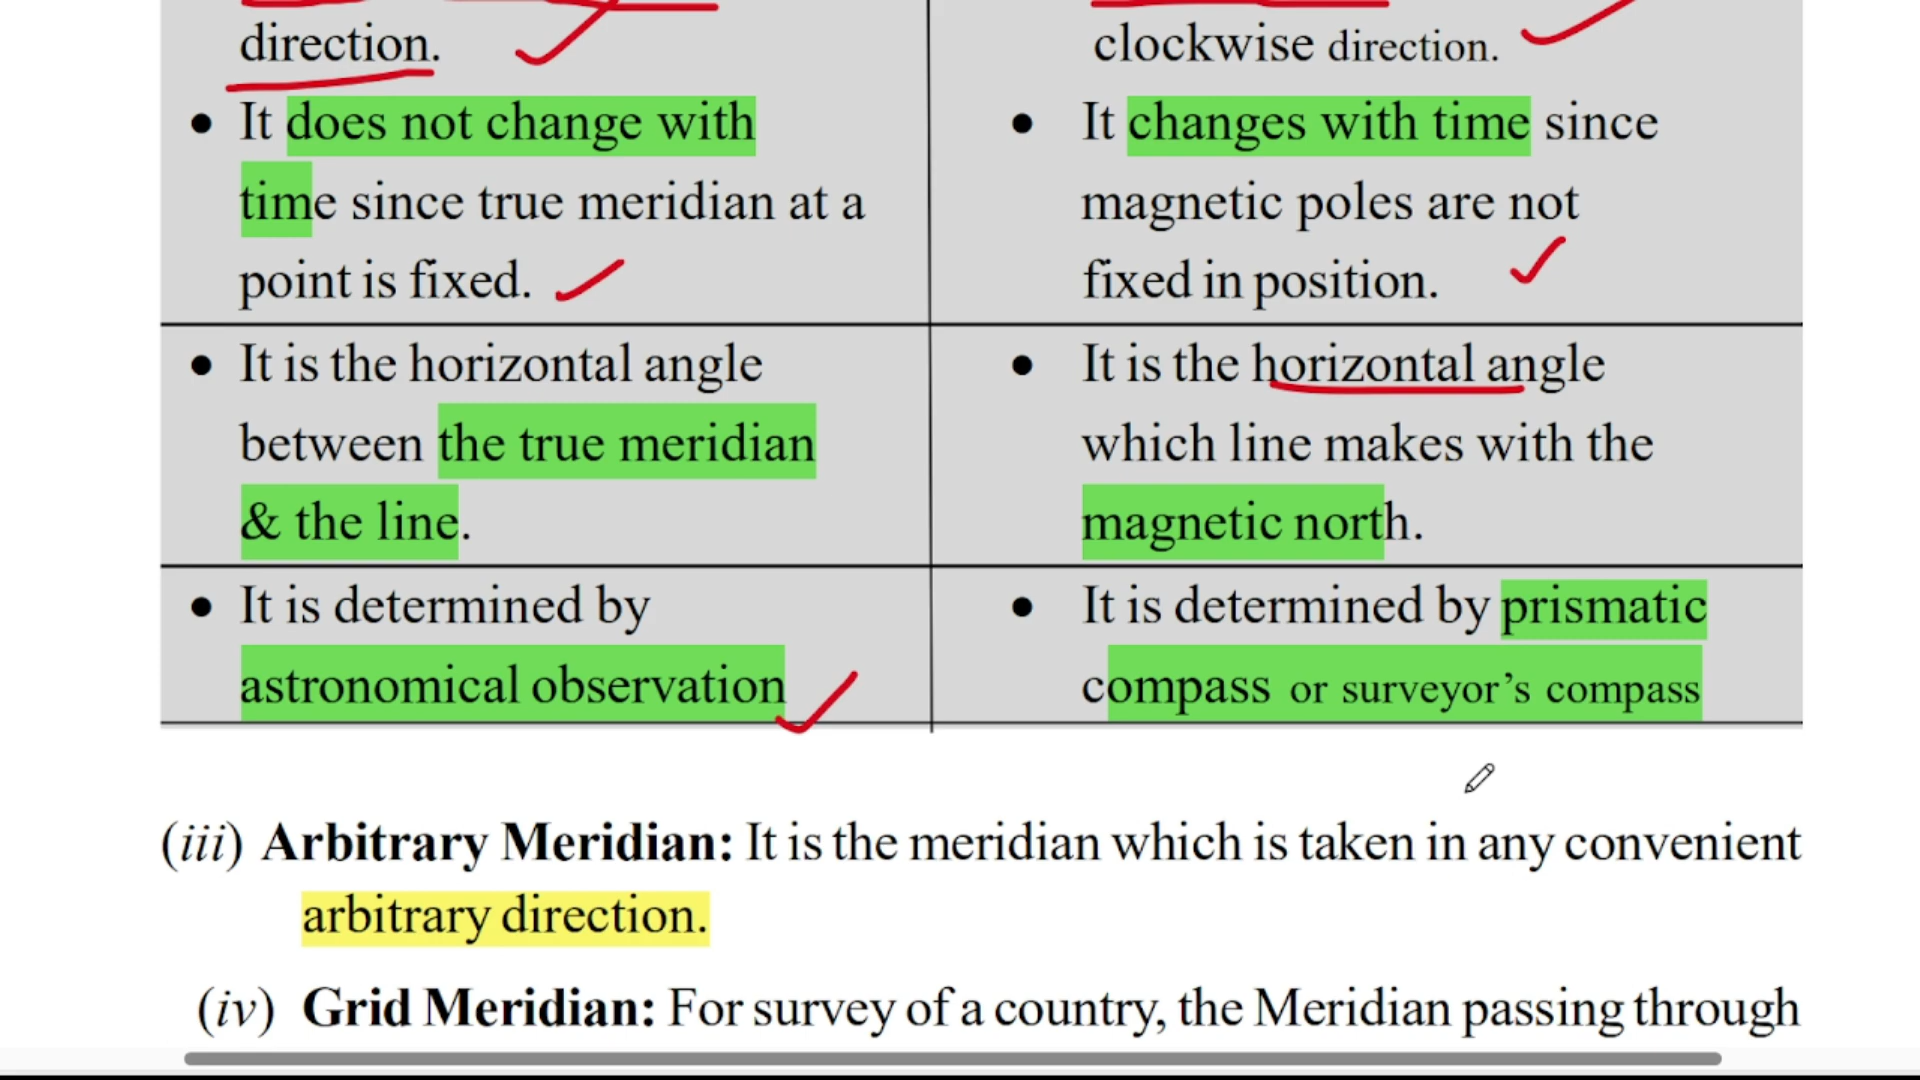 direction.
• It does not change with
time since true meridian at a
point is fixed.
• It is the horizontal angle
between the true meridian
& the line.
• It is determined by
astronomical observation
clockwise direction.
• It changes with time since
magnetic poles are not
fixed in position.
• It is the horizontal angle
which line makes with the
magnetic north.
• It is determined by prismatic
compass or surveyor’s compass
(iii) Arbitrary Meridian: It is the meridian which is taken in any convenient
arbitrary direction.
(iv) Grid Meridian: For survey of a country, the Meridian passing through